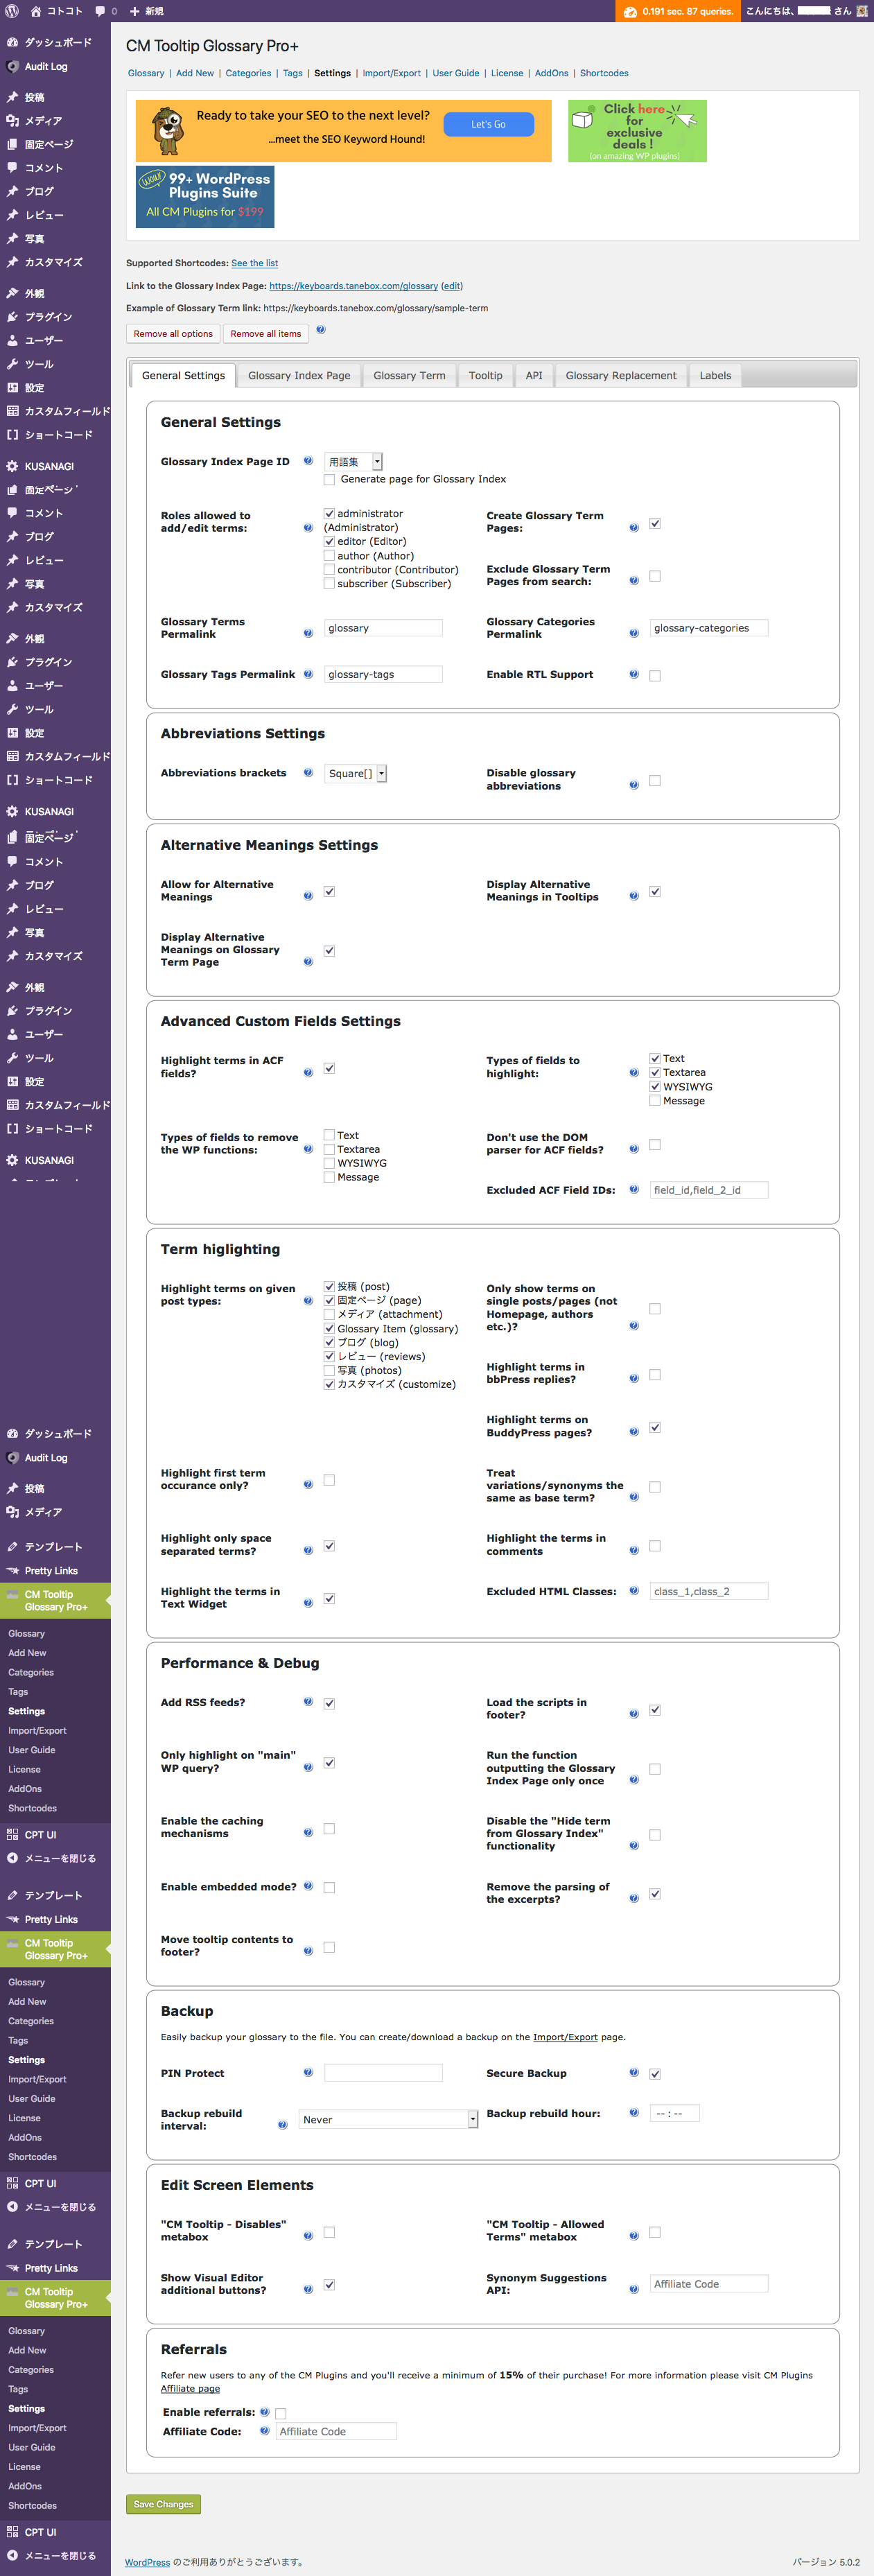 コトコト
0
新規
0.191 sec. 87 queries.
こんにちは、
さん
ダッシュボード
Audit Log
投稿
メディア
固定ページ
コメント
ブログ
レビュー
写真
カスタマイズ
外観
プラグイン
ユーザー
ツール
設定
カスタムフィールド
ショートコード
KUSANAGI
固定ページ
コメント
ブログ
レビュー
写真
カスタマイズ
外観
プラグイン
ユーザー
ツール
設定
カスタムフィールド
ショートコード
KUSANAGI
固定ページ
コメント
ブログ
レビュー
写真
カスタマイズ
外観
プラグイン
ユーザー
ツール
設定
カスタムフィールド
ショートコード
KUSANAGI
ダッシュボード
Audit Log
投稿
メディア
テンプレート
Pretty Links
CM Tooltip
Glossary Pro+
Glossary
Add New
Categories
Tags
Settings
Import/Export
User Guide
License
AddOns
Shortcodes
CPT UI
メニューを閉じる
テンプレート
Pretty Links
CM Tooltip
Glossary Pro+
Glossary
Add New
Categories
Tags
Settings
Import/Export
User Guide
License
AddOns
Shortcodes
CPT UI
メニューを閉じる
テンプレート
Pretty Links
CM Tooltip
Glossary Pro+
Glossary
Add New
Categories
Tags
Settings
Import/Export
User Guide
License
AddOns
Shortcodes
CPT UI
メニューを閉じる
CM Tooltip Glossary Pro+
Glossary | Add New | Categories | Tags | Settings | Import/Export | User Guide | License | AddOns | Shortcodes
Ready to take your SEO to the next level?
...meet the SEO Keyword Hound!
Let's Go
Click here
for
exclusive
deals !
(on amazing WP plugins)
WOW!
99+ WordPress
Plugins Suite
All CM Plugins for $199
Supported Shortcodes: See the list
Link to the Glossary Index Page: https://keyboards.tanebox.com/glossary (edit)
Example of Glossary Term link: https://keyboards.tanebox.com/glossary/sample-term
Remove all options
Remove all items
General Settings
Glossary Index Page
Glossary Term
Tooltip
API
Glossary Replacement
Labels
General Settings
Glossary Index Page ID
用語集
Generate page for Glossary Index
Roles allowed to
add/edit terms:
administrator
(Administrator)
editor (Editor)
author (Author)
contributor (Contributor)
subscriber (Subscriber)
Create Glossary Term
Pages:
Exclude Glossary Term
Pages from search:
Glossary Terms
Permalink
glossary
Glossary Categories
Permalink
glossary-categories
Glossary Tags Permalink
glossary-tags
Enable RTL Support
Abbreviations Settings
Abbreviations brackets
Square[]
Disable glossary
abbreviations
Alternative Meanings Settings
Allow for Alternative
Meanings
Display Alternative
Meanings in Tooltips
Display Alternative
Meanings on Glossary
Term Page
Advanced Custom Fields Settings
Highlight terms in ACF
fields?
Types of fields to
highlight:
Text
Textarea
WYSIWYG
Message
Types of fields to remove
the WP functions:
Text
Textarea
WYSIWYG
Message
Don't use the DOM
parser for ACF fields?
Excluded ACF Field IDs:
field_id,field_2_id
Term higlighting
Highlight terms on given
post types:
投稿 (post)
固定ページ (page)
メディア (attachment)
Glossary Item (glossary)
ブログ (blog)
レビュー (reviews)
写真 (photos)
カスタマイズ (customize)
Only show terms on
single posts/pages (not
Homepage, authors
etc.)?
Highlight terms in
bbPress replies?
Highlight terms on
BuddyPress pages?
Highlight first term
occurance only?
Treat
variations/synonyms the
same as base term?
Highlight only space
separated terms?
Highlight the terms in
comments
Highlight the terms in
Text Widget
Excluded HTML Classes:
class_1,class_2
Performance & Debug
Add RSS feeds?
Load the scripts in
footer?
Only highlight on "main"
WP query?
Run the function
outputting the Glossary
Index Page only once
Enable the caching
mechanisms
Disable the "Hide term
from Glossary Index"
functionality
Enable embedded mode?
Remove the parsing of
the excerpts?
Move tooltip contents to
footer?
Backup
Easily backup your glossary to the file. You can create/download a backup on the Import/Export page.
PIN Protect
Secure Backup
Backup rebuild
interval:
Never
Backup rebuild hour:
-- : --
Edit Screen Elements
"CM Tooltip - Disables"
metabox
"CM Tooltip - Allowed
Terms" metabox
Show Visual Editor
additional buttons?
Synonym Suggestions
API:
Affiliate Code
Referrals
Refer new users to any of the CM Plugins and you'll receive a minimum of 15% of their purchase! For more information please visit CM Plugins
Affiliate page
Enable referrals:
Affiliate Code:
Affiliate Code
Save Changes
WordPress のご利用ありがとうございます。
バージョン 5.0.2